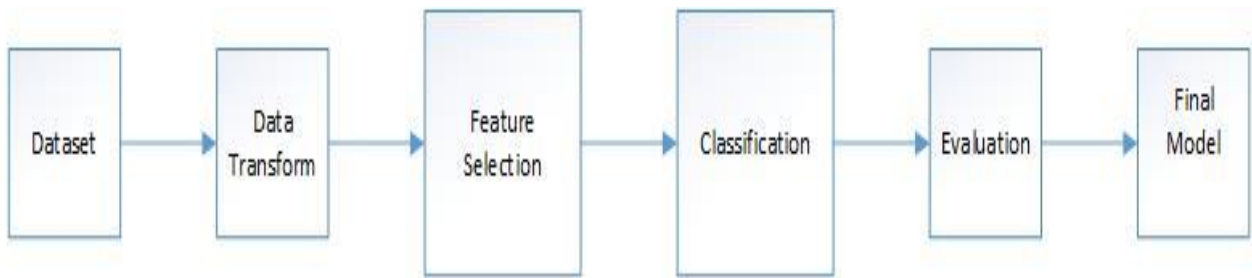 Dataset
Data
Transform
Feature
Selection
Classification
Evaluation
Final
Model